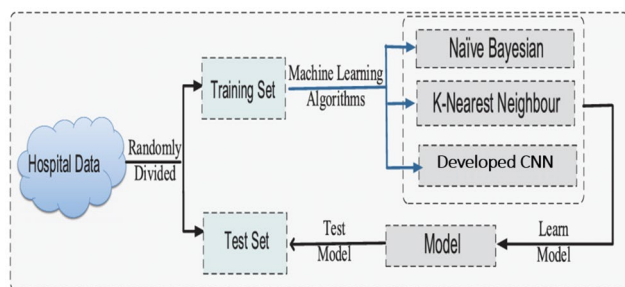 Hospital Data
Randomly
Divided
Training Set
Machine Learning
Algorithms
Naïve Bayesian
K-Nearest Neighbour
Developed CNN
Test Set
Test
Model
Model
Learn
Model